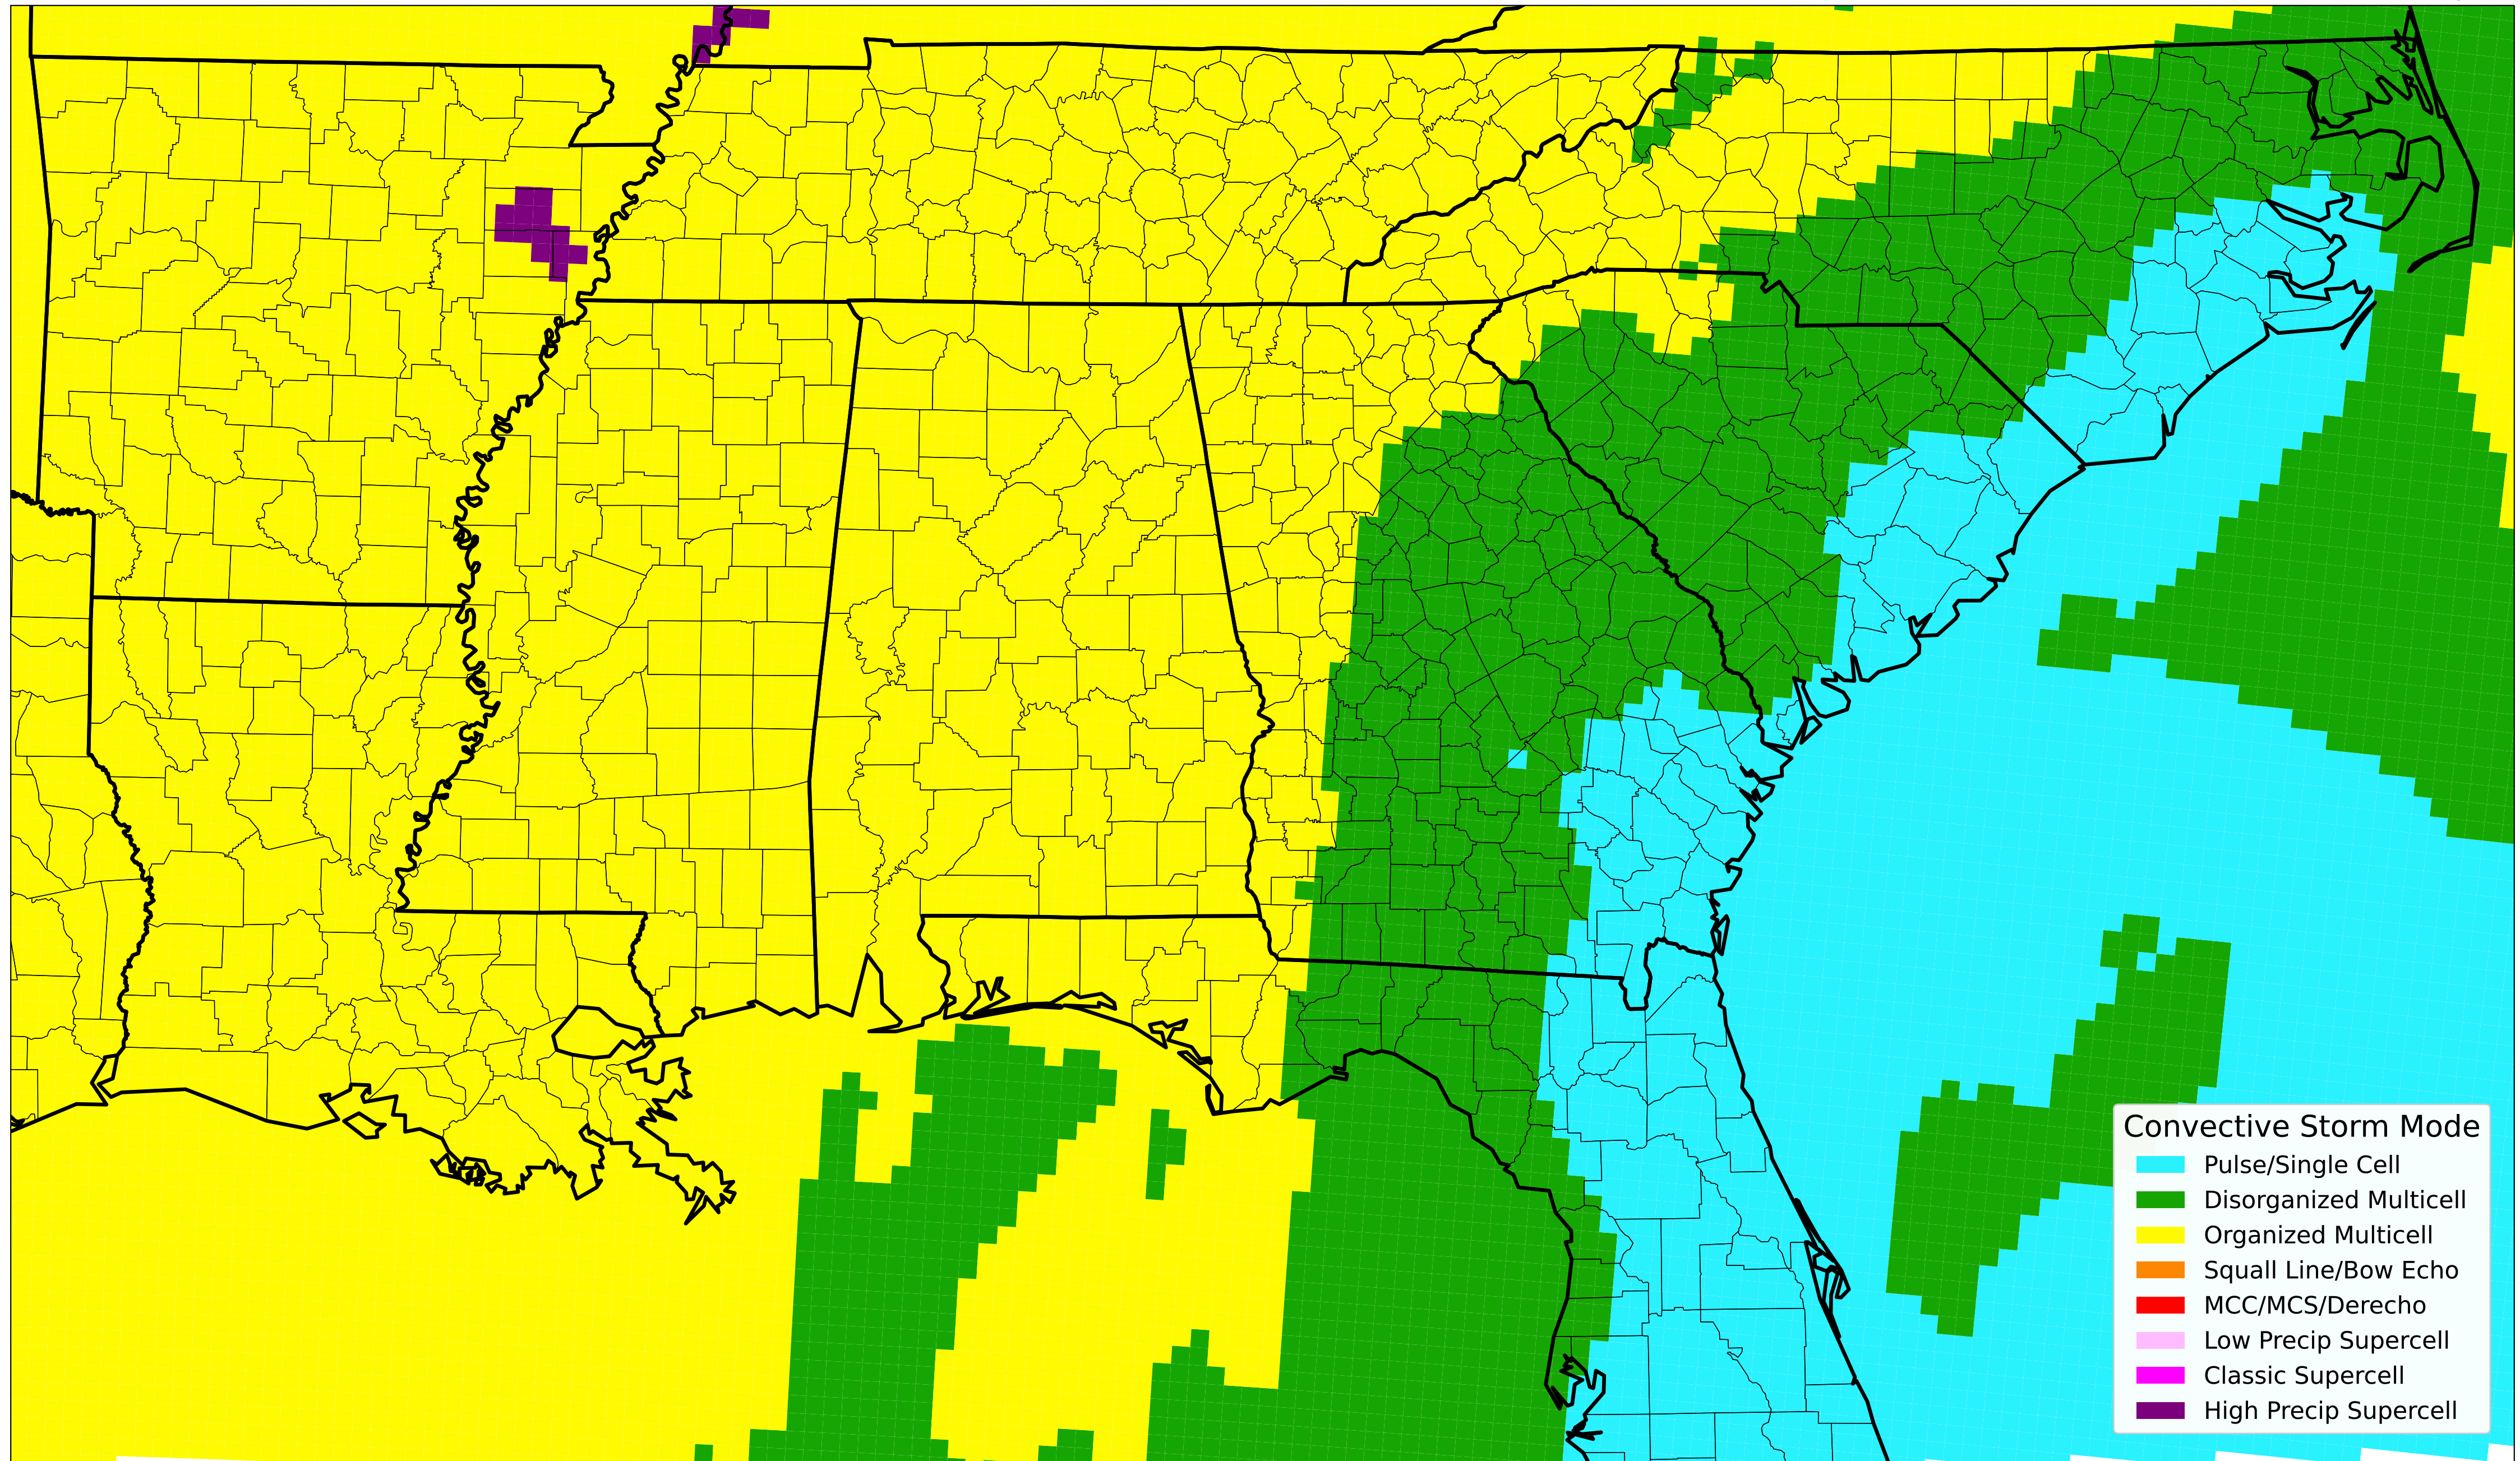 Convective Storm Mode
Pulse/Single Cell
Disorganized Multicell
Organized Multicell
Squall Line/Bow Echo
MCC/MCS/Derecho
Low Precip Supercell
Classic Supercell
High Precip Supercell